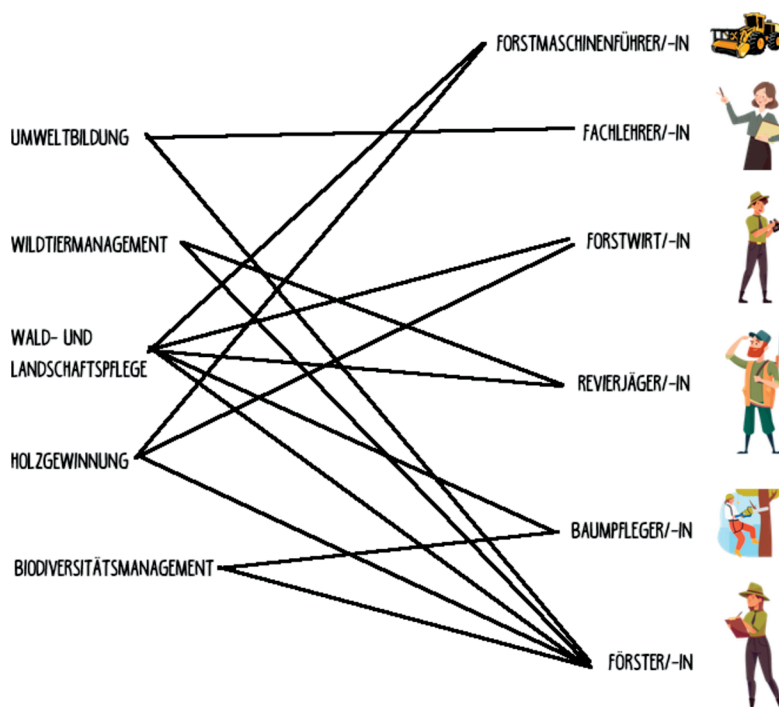 FORSTMASCHINENFÜHRER/-IN
UMWELTBILDUNG
FACHLEHRER/-IN
WILDTIERMANAGEMENT
FORSTWIRT/-IN
WALD- UND
LANDSCHAFTSPFLEGE
REVIERJÄGER/-IN
HOLZGEWINNUNG
BAUMPFLEGER/-IN
BIODIVERSITÄTSMANAGEMENT
FÖRSTER/-IN